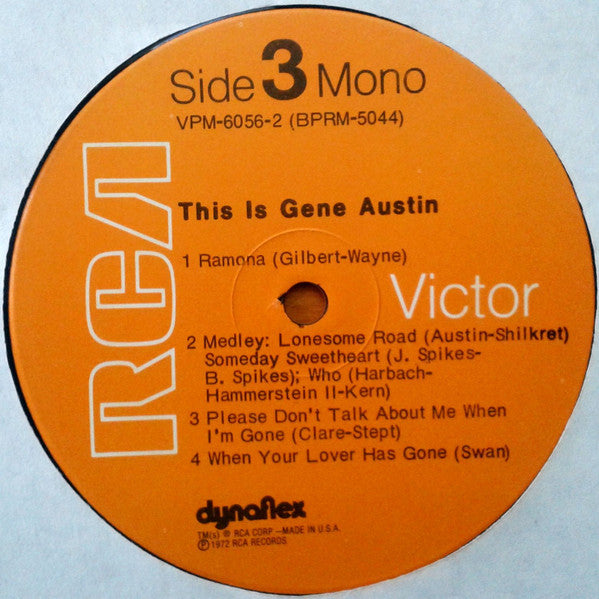 Side 3 Mono
VPM-6056-2 (BPRM-5044)
RCA
This Is Gene Austin
1 Ramona (Gilbert-Wayne)
Victor
2 Medley: Lonesome Road (Austin-Shilkret)
Someday Sweetheart (J. Spikes-
B. Spikes); Who (Harbach-
Hammerstein II-Kern)
3 Please Don't Talk About Me When
I'm Gone (Clare-Stept)
4 When Your Lover Has Gone (Swan)
dynaflex
TM(s) ® RCA CORP —MADE IN U.S.A.
℗ 1972 RCA RECORDS